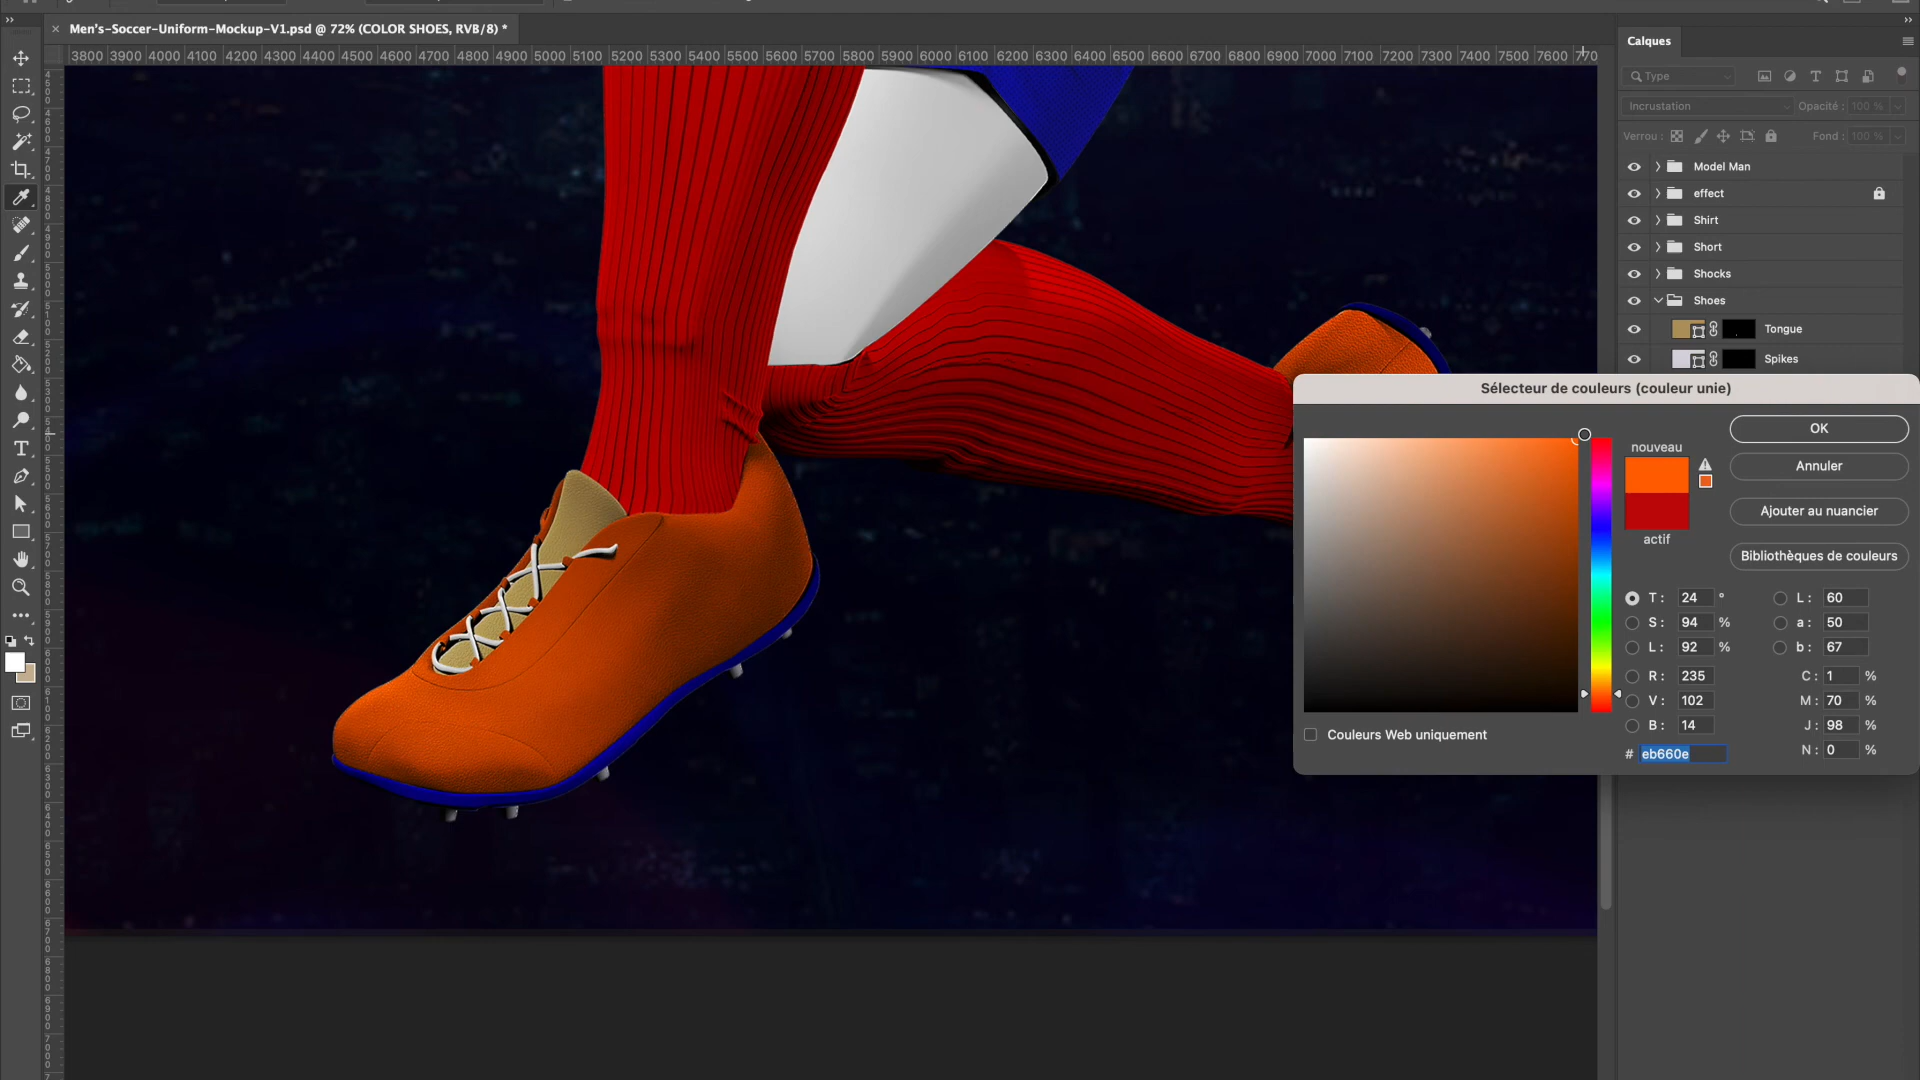 Men's-Soccer-Uniform-Mockup-V1.psd @ 72% (COLOR SHOES, RVB/8) *
3800 3900 4000 4100 4200 4300 4400 4500 4600 4700 4800 4900 5000 5100 5200 5300 5400 5500 5600 5700 5800 5900 6000 6100 6200 6300 6400 6500 6600 6700 6800 6900 7000 7100 7200 7300 7400 7500 7600 770
Calques
Type
Incrustation
Opacité : 100 %
Verrou :
Fond : 100 %
Model Man
effect
Shirt
Short
Shocks
Shoes
Tongue
Spikes
Sélecteur de couleurs (couleur unie)
nouveau
actif
OK
Annuler
Ajouter au nuancier
Bibliothèques de couleurs
T : 24 °
S : 94 %
L : 92 %
R : 235
V : 102
B : 14
# eb660e
L : 60
a : 50
b : 67
C : 1 %
M : 70 %
J : 98 %
N : 0 %
Couleurs Web uniquement